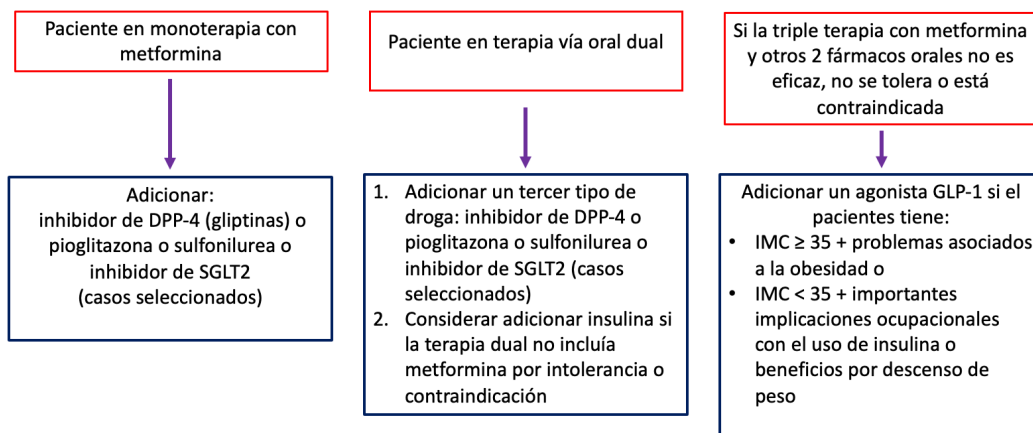 Paciente en monoterapia con
metformina
Adicionar:
inhibidor de DPP-4 (gliptinas) o
pioglitazona o sulfonilurea o
inhibidor de SGLT2
(casos seleccionados)
Paciente en terapia vía oral dual
1. Adicionar un tercer tipo de
droga: inhibidor de DPP-4 o
pioglitazona o sulfonilurea o
inhibidor de SGLT2 (casos
seleccionados)
2. Considerar adicionar insulina si
la terapia dual no incluía
metformina por intolerancia o
contraindicación
Si la triple terapia con metformina
y otros 2 fármacos orales no es
eficaz, no se tolera o está
contraindicada
Adicionar un agonista GLP-1 si el
pacientes tiene:
• IMC ≥ 35 + problemas asociados
a la obesidad o
• IMC < 35 + importantes
implicaciones ocupacionales
con el uso de insulina o
beneficios por descenso de
peso